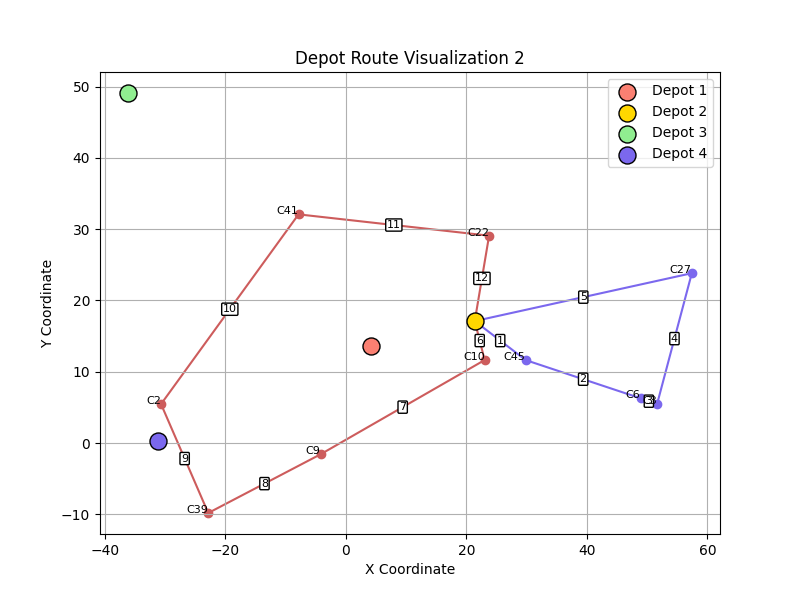 Depot Route Visualization 2
Depot 1
Depot 2
Depot 3
Depot 4
Y Coordinate
50
40
30
20
10
0
−10
−40
−20
0
20
40
60
X Coordinate
C41
11
C22
12
10
C27
5
4
6
1
C10
C45
2
C2
7
C6
3
9
C9
8
C39